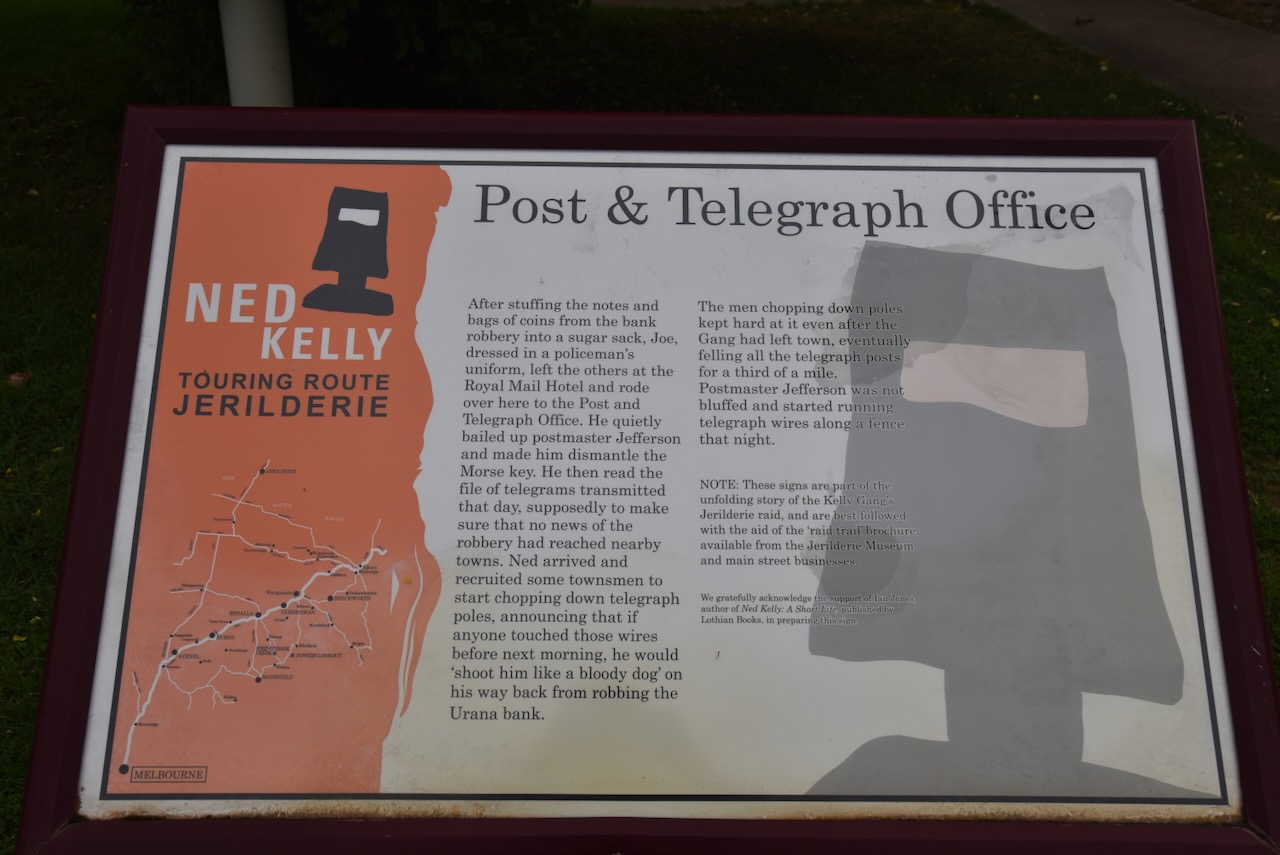 Post & Telegraph Office
NED
KELLY
TOURING ROUTE
JERILDERIE
After stuffing the notes and
bags of coins from the bank
robbery into a sugar sack, Joe,
dressed in a policeman's
uniform, left the others at the
Royal Mail Hotel and rode
over here to the Post and
Telegraph Office. He quietly
bailed up postmaster Jefferson
and made him dismantle the
Morse key. He then read the
file of telegrams transmitted
that day, supposedly to make
sure that no news of the
robbery had reached nearby
towns. Ned arrived and
recruited some townsmen to
start chopping down telegraph
poles, announcing that if
anyone touched those wires
before next morning, he would
‘shoot him like a bloody dog’ on
his way back from robbing the
Urana bank.
The men chopping down poles
kept hard at it even after the
Gang had left town, eventually
felling all the telegraph posts
for a third of a mile.
Postmaster Jefferson was not
bluffed and started running
telegraph wires along a fence
that night.
NOTE: These signs are part of the
unfolding story of the Kelly Gang's
Jerilderie raid, and are best followed
with the aid of the ‘raid trail’ brochure
available from the Jerilderie Museum
and main street businesses.
We gratefully acknowledge the support of Ian Jones,
author of Ned Kelly: A Short Life, published by
Lothian Books, in preparing this sign.
JERILDERIE
NEW
SOUTH
WALES
BEECHWORTH
GLENROWAN
BENALLA
EUROA
AVENEL
POWERS LOOKOUT
MANSFIELD
MELBOURNE